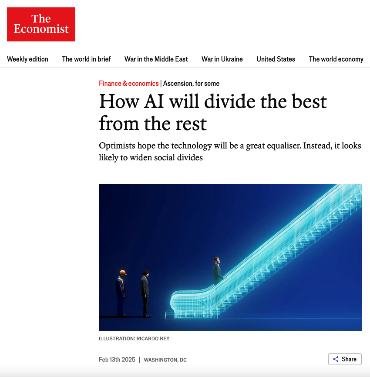 The
Economist
Weekly edition The world in brief War in the Middle East War in Ukraine United States The world economy
Finance & economics | Ascension, for some
How AI will divide the best
from the rest
Optimists hope the technology will be a great equaliser. Instead, it looks
likely to widen social divides
ILLUSTRATION: RICARDO REY
Feb 13th 2025 | WASHINGTON, DC
Share